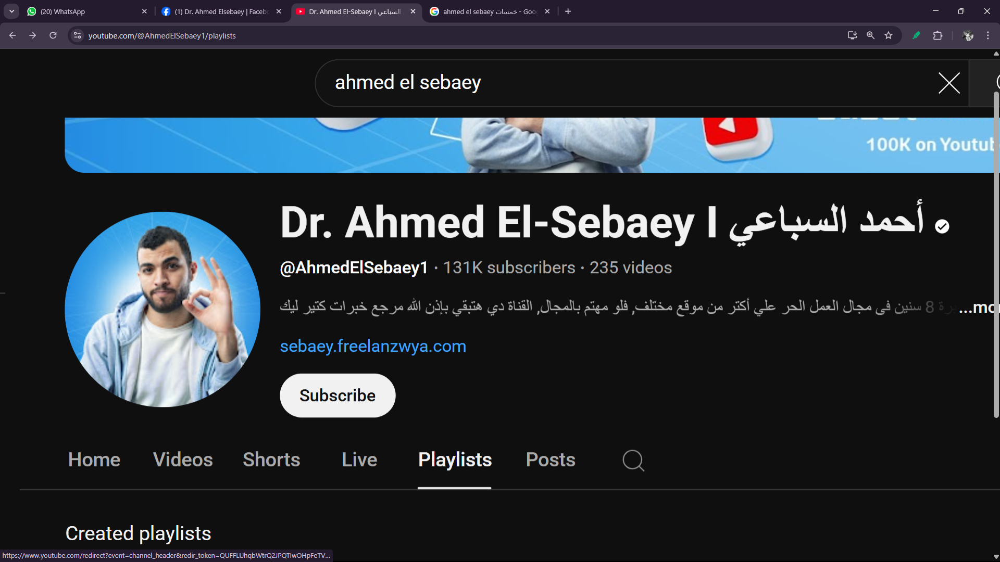 (20) WhatsApp
(1) Dr. Ahmed Elsebaey | Faceb
Dr. Ahmed El-Sebaey I السباعي
ahmed el sebaey خمسات - Goo
youtube.com/@AhmedElSebaey1/playlists
ahmed el sebaey
100K on Youtub
Dr. Ahmed El-Sebaey I أحمد السباعي
@AhmedElSebaey1 · 131K subscribers · 235 videos
8 سنين فى مجال العمل الحر علي أكتر من موقع مختلف, فلو مهتم بالمجال, القناة دي هتبقي بإذن الله مرجع خبرات كتير ليك
...mor
sebaey.freelanzwya.com
Subscribe
Home Videos Shorts Live Playlists Posts
Created playlists
https://www.youtube.com/redirect?event=channel_header&redir_token=QUFFLUhqbWtrQ2JPQTIwOHpFeTV...